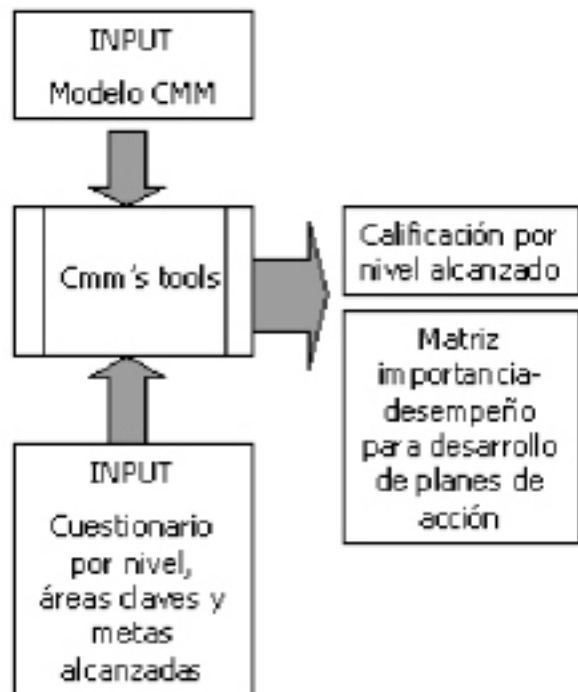 INPUT
Modelo CMM
Cmm´s tools
Calificación por
nivel alcanzado
Matriz
importancia-
desempeño
para desarrollo
de planes de
acción
INPUT
Cuestionario
por nivel,
áreas claves y
metas
alcanzadas